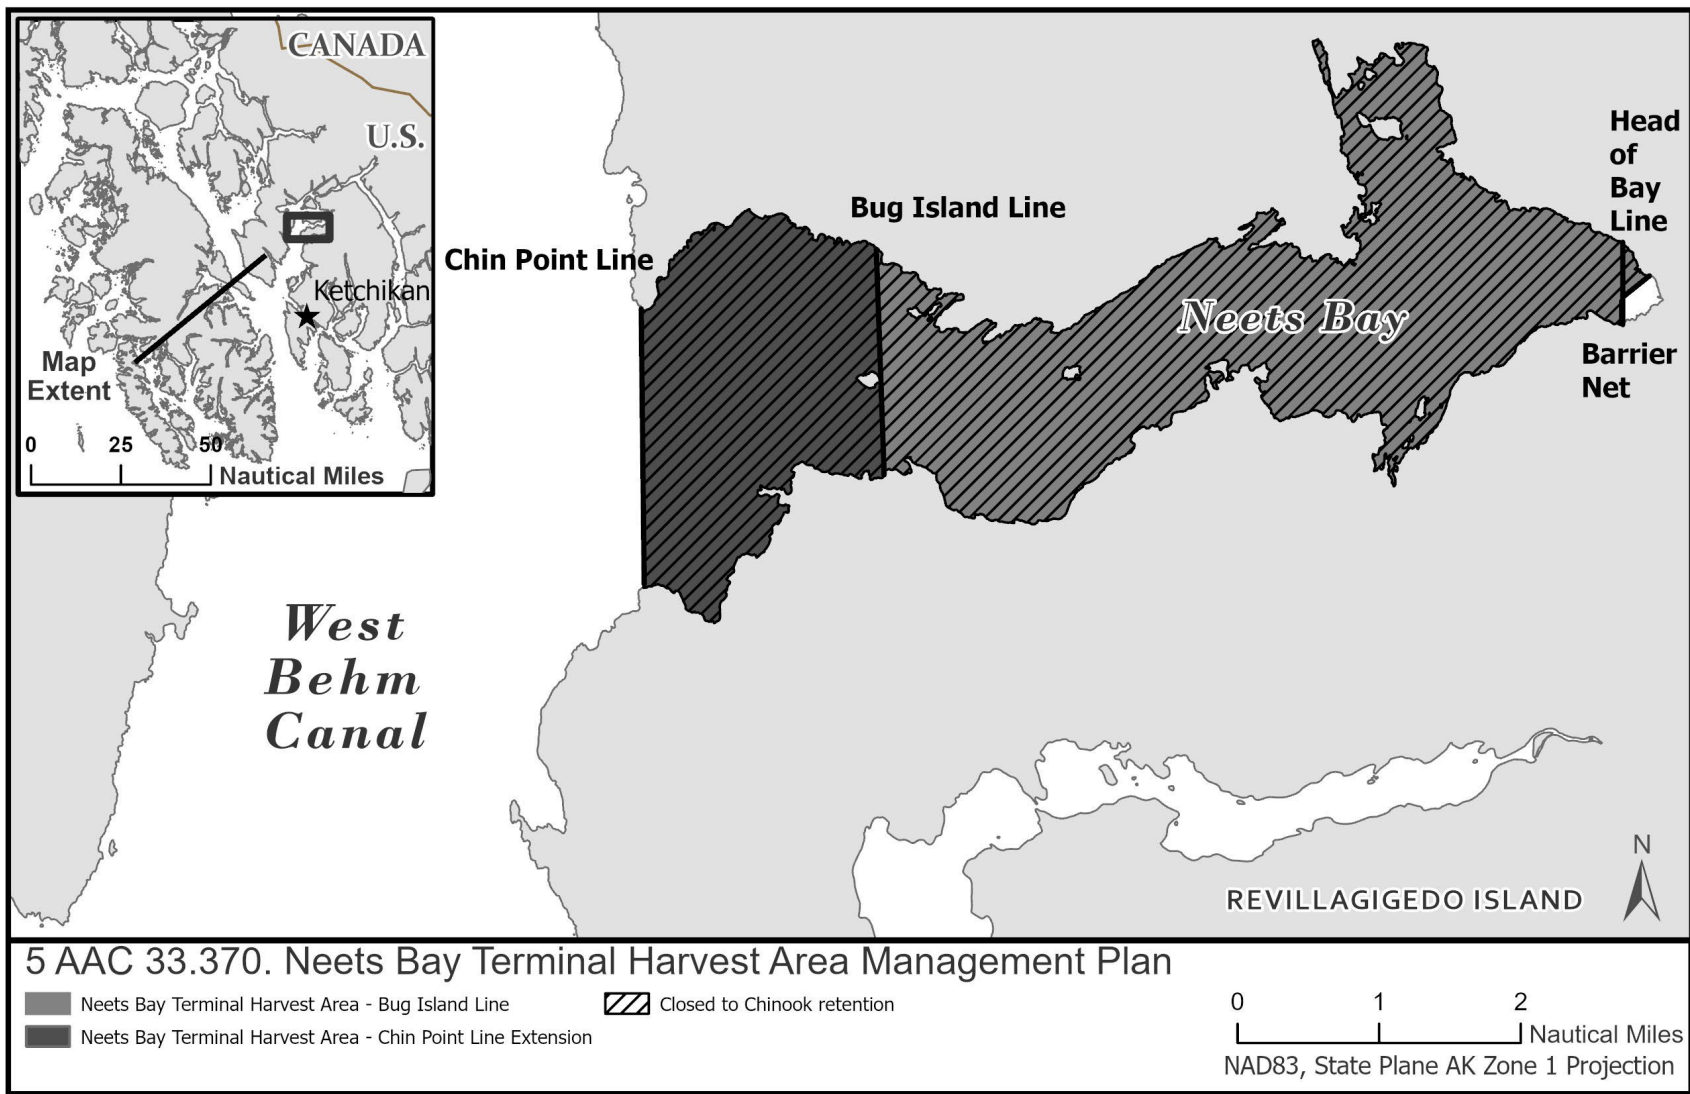 CANADA
U.S.
Ketchikan
Map
Extent
0 25 50
Nautical Miles
Chin Point Line
Bug Island Line
Head
of
Bay
Line
Neets Bay
Barrier
Net
West
Behm
Canal
N
REVILLAGIGEDO ISLAND
5 AAC 33.370. Neets Bay Terminal Harvest Area Management Plan
Neets Bay Terminal Harvest Area - Bug Island Line
Closed to Chinook retention
Neets Bay Terminal Harvest Area - Chin Point Line Extension
0 1 2
Nautical Miles
NAD83, State Plane AK Zone 1 Projection